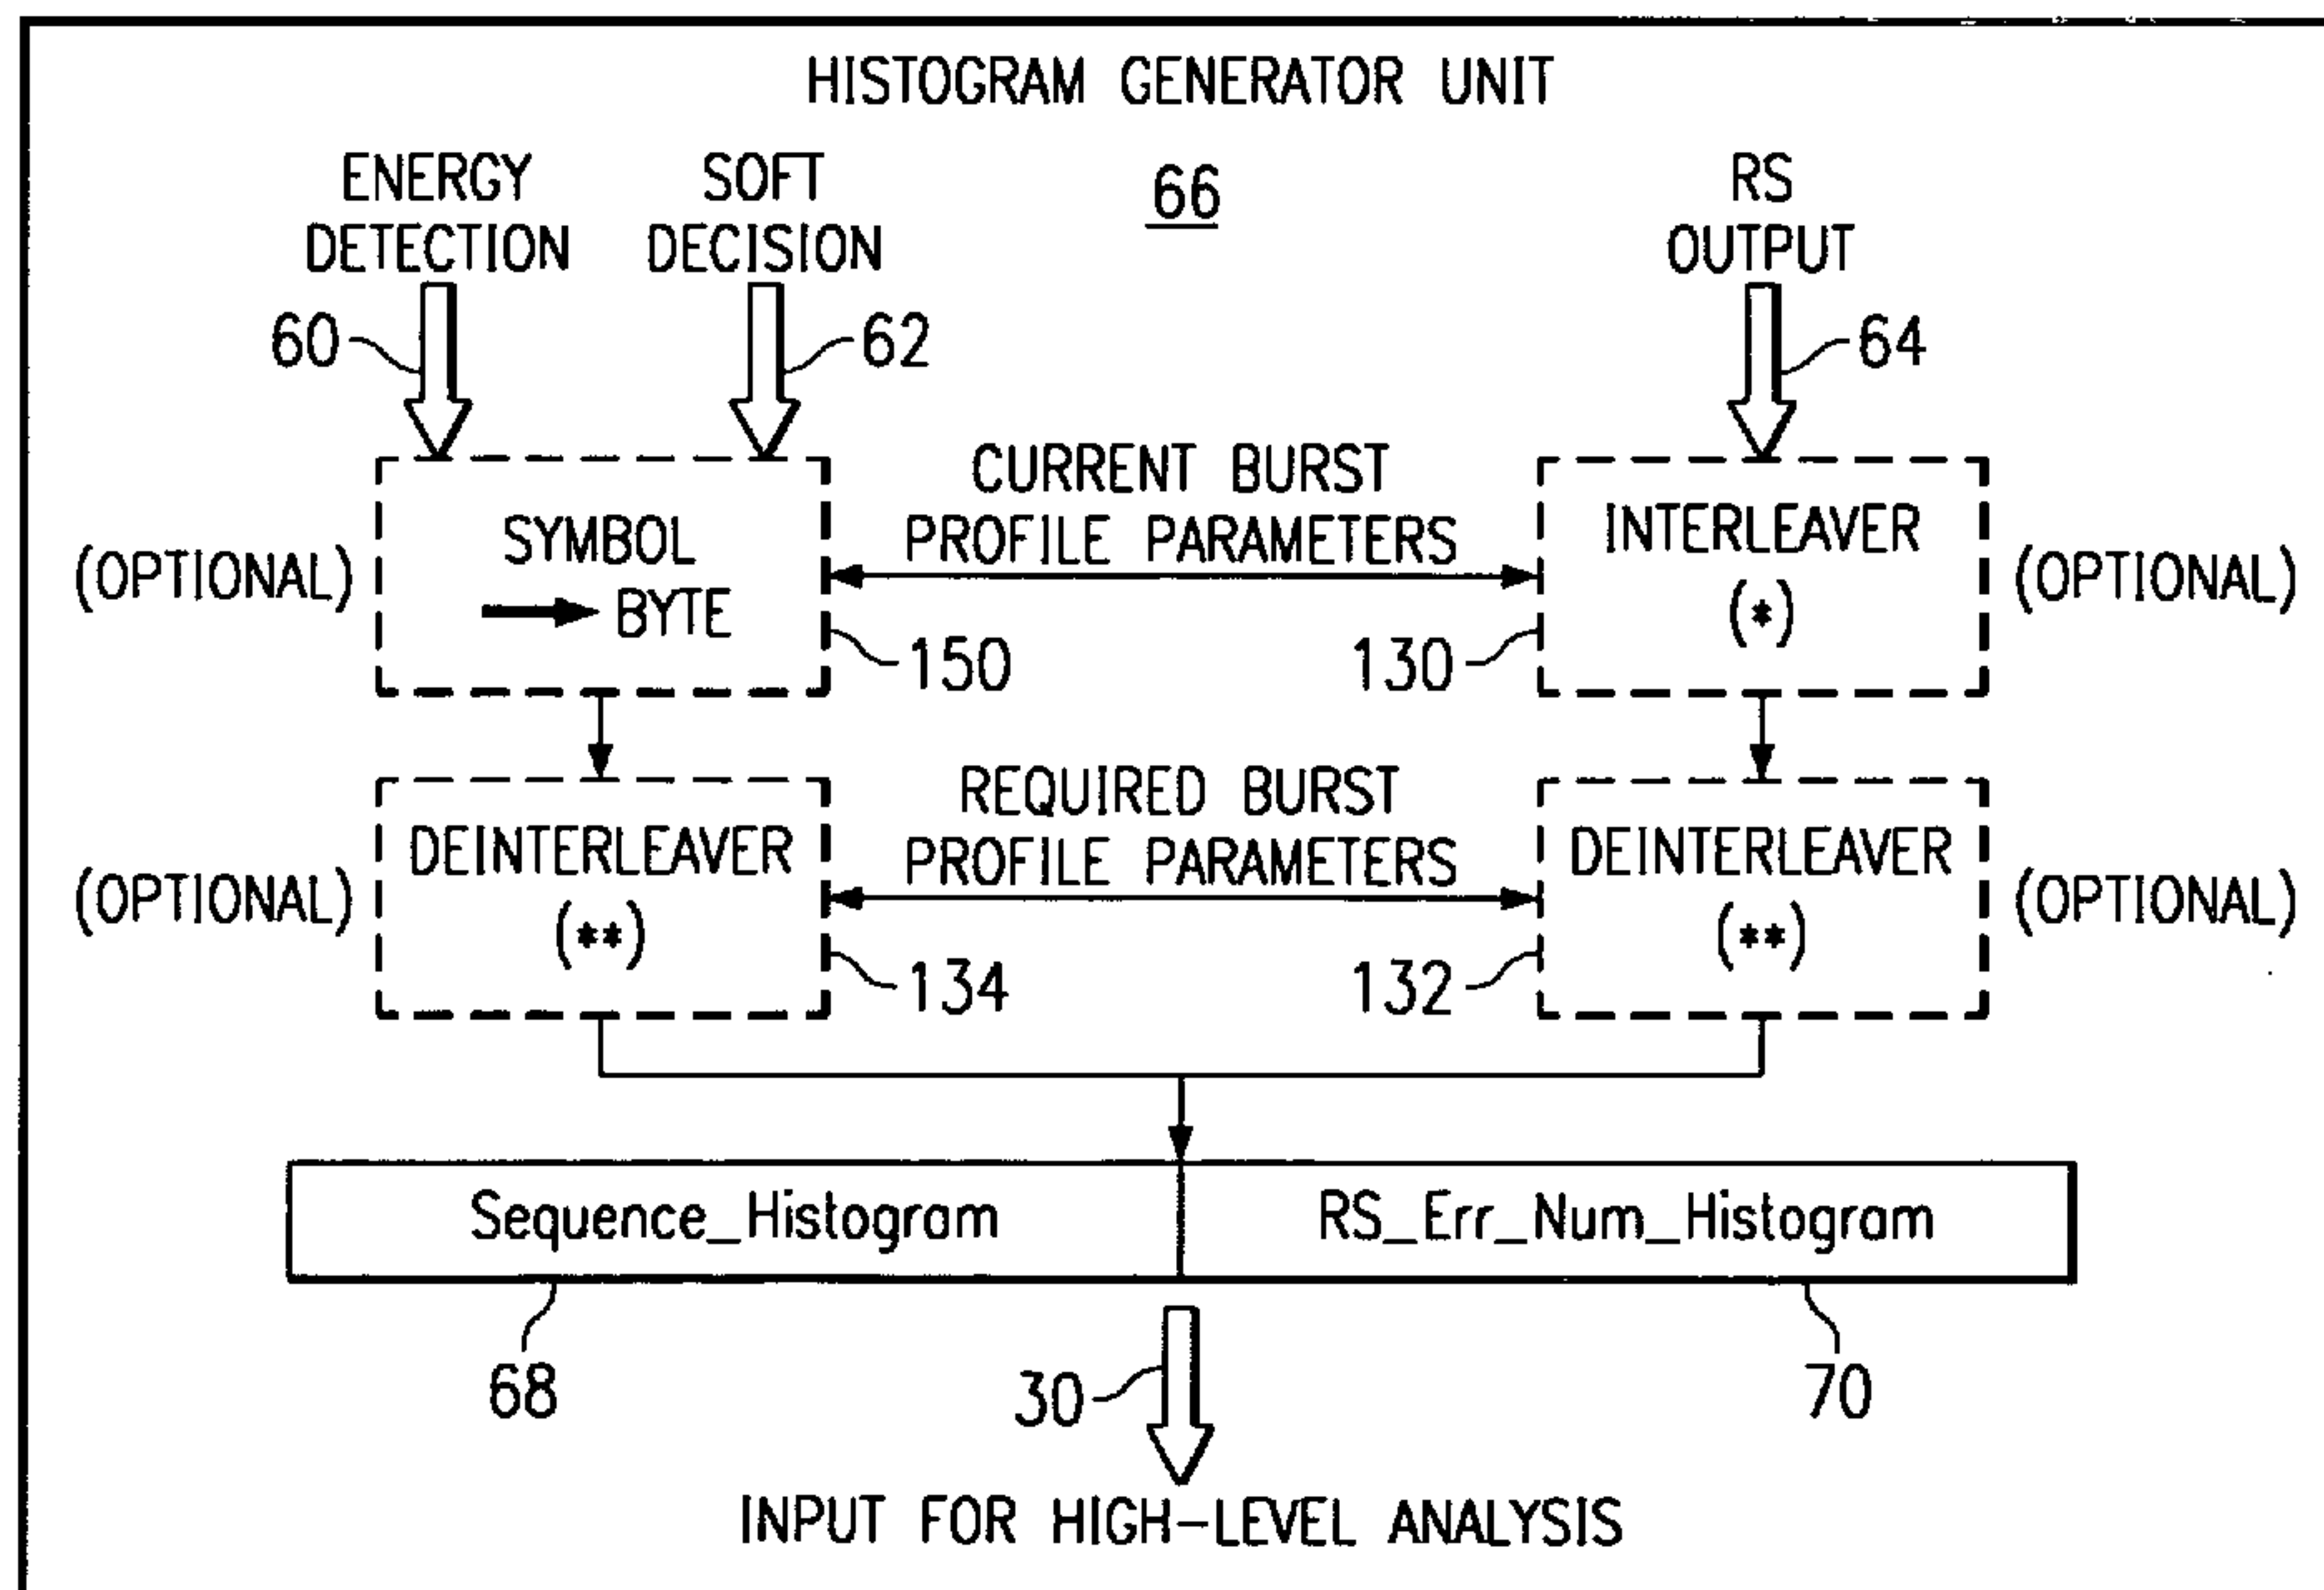 HISTOGRAM GENERATOR UNIT
66
ENERGY
DETECTION
SOFT
DECISION
RS
OUTPUT
60
62
64
(OPTIONAL)
SYMBOL
BYTE
150
CURRENT BURST
PROFILE PARAMETERS
INTERLEAVER
(*)
130
(OPTIONAL)
(OPTIONAL)
DEINTERLEAVER
(**)
134
REQUIRED BURST
PROFILE PARAMETERS
DEINTERLEAVER
(**)
132
(OPTIONAL)
Sequence_Histogram
RS_Err_Num_Histogram
68
30
70
INPUT FOR HIGH-LEVEL ANALYSIS